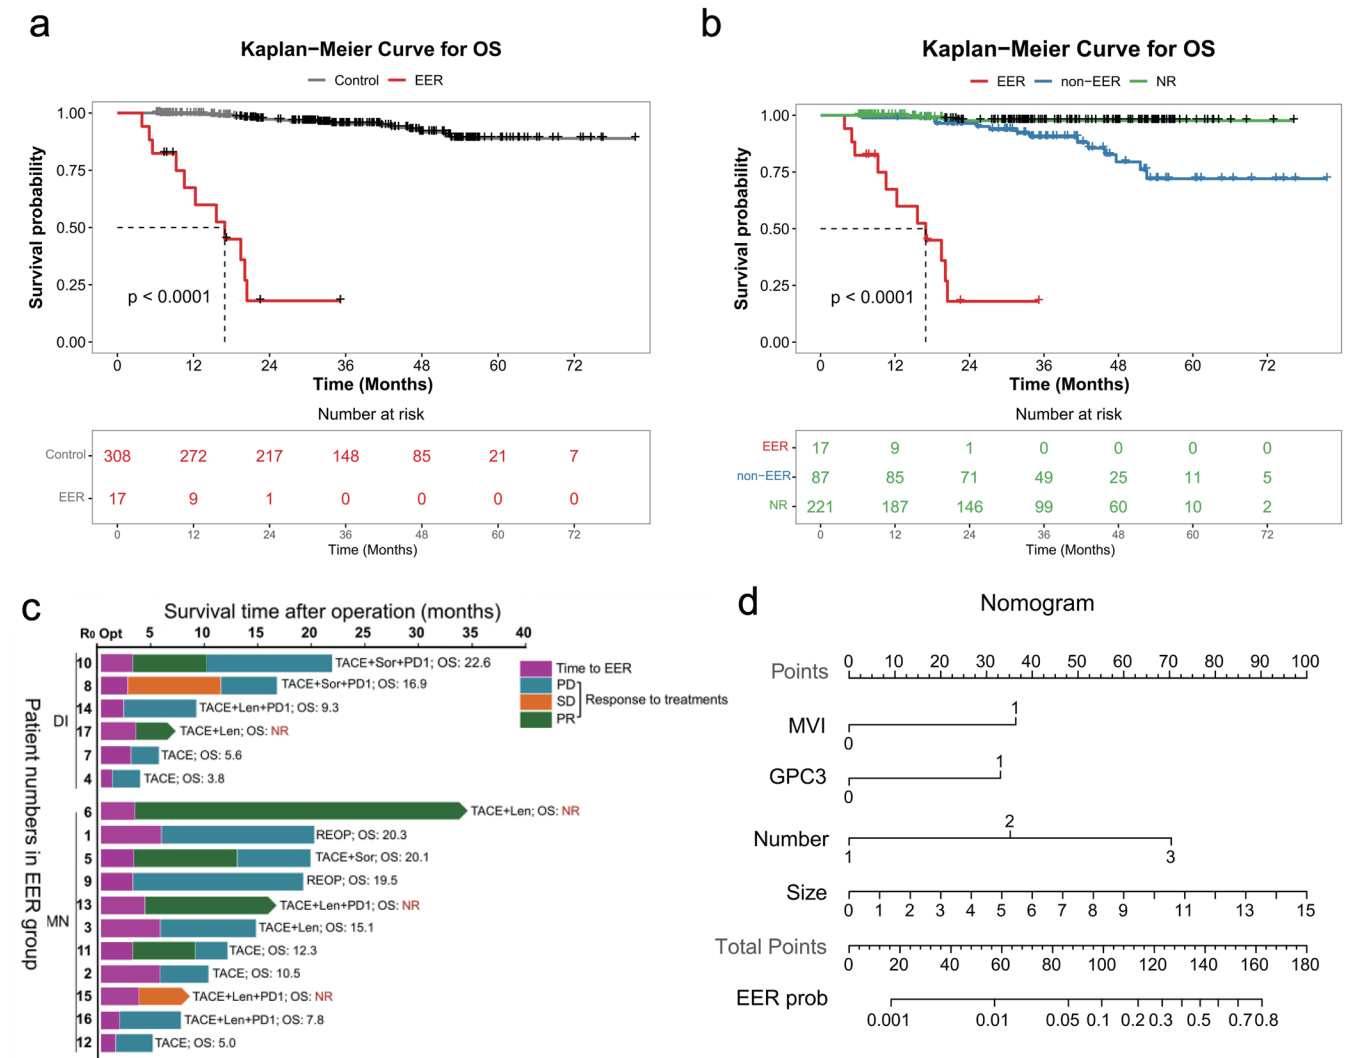 a
Kaplan−Meier Curve for OS
Control EER
Survival probability
1.00
0.75
0.50
0.25
0.00
p < 0.0001
0 12 24 36 48 60 72
Time (Months)
Number at risk
Control 308 272 217 148 85 21 7
EER 17 9 1 0 0 0 0
0 12 24 36 48 60 72
Time (Months)
b
Kaplan−Meier Curve for OS
EER non−EER NR
Survival probability
1.00
0.75
0.50
0.25
0.00
p < 0.0001
0 12 24 36 48 60 72
Time (Months)
Number at risk
EER 17 9 1 0 0 0 0
non−EER 87 85 71 49 25 11 5
NR 221 187 146 99 60 10 2
0 12 24 36 48 60 72
Time (Months)
c
Survival time after operation (months)
R0 Opt 5 10 15 20 25 30 35 40
Patient numbers in EER group
DI
10 TACE+Sor+PD1; OS: 22.6
8 TACE+Sor+PD1; OS: 16.9
14 TACE+Len+PD1; OS: 9.3
17 TACE+Len; OS: NR
7 TACE; OS: 5.6
4 TACE; OS: 3.8
Time to EER
PD
SD
PR
Response to treatments
MN
6 TACE+Len; OS: NR
1 REOP; OS: 20.3
5 TACE+Sor; OS: 20.1
9 REOP; OS: 19.5
13 TACE+Len+PD1; OS: NR
3 TACE+Len; OS: 15.1
11 TACE; OS: 12.3
2 TACE; OS: 10.5
15 TACE+Len+PD1; OS: NR
16 TACE+Len+PD1; OS: 7.8
12 TACE; OS: 5.0
d
Nomogram
Points 0 10 20 30 40 50 60 70 80 90 100
MVI 0 1
GPC3 0 1
Number 1 2 3
Size 0 1 2 3 4 5 6 7 8 9 11 13 15
Total Points 0 20 40 60 80 100 120 140 160 180
EER prob 0.001 0.01 0.05 0.1 0.2 0.3 0.5 0.7 0.8